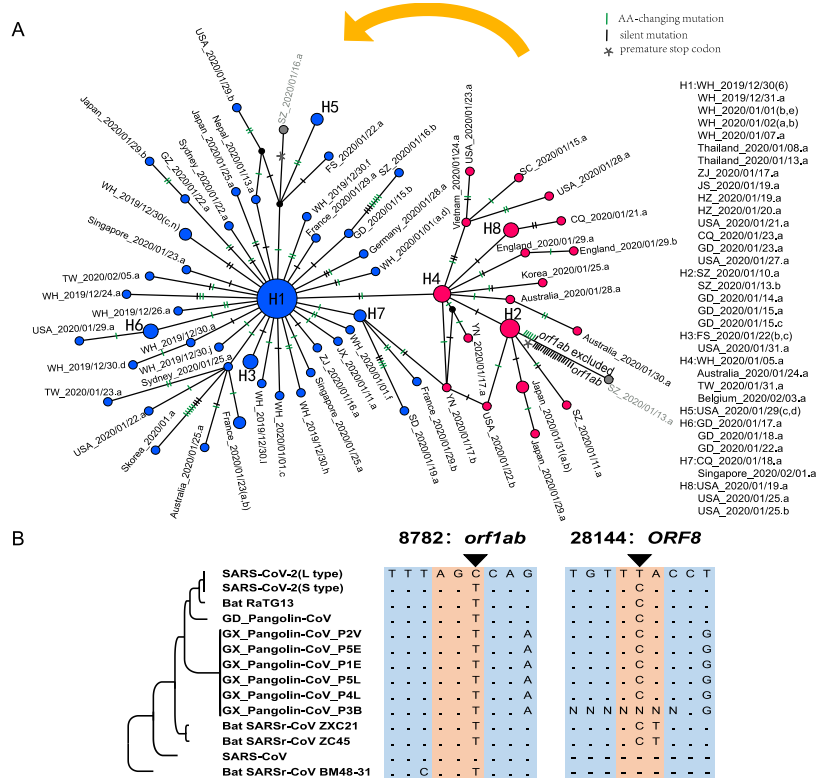 A
AA-changing mutation
silent mutation
premature stop codon
USA_2020/01/29.b
SZ_2020/01/16.a
H5
Japan_2020/01/29.b
GZ_2020/01/22.a
Sydney_2020/01/22.a
Japan_2020/01/25.a
Nepal_2020/01/13.a
FS_2020/01/22.a
WH_2019/12/30.f
France_2020/01/29.a
SZ_2020/01/16.b
GD_2020/01/15.b
Germany_2020/01/28.a
WH_2020/01/01(a,d)
WH_2019/12/30(c,n)
Singapore_2020/01/23.a
TW_2020/02/05.a
WH_2019/12/24.a
WH_2019/12/26.a
USA_2020/01/29.a
H6
WH_2019/12/30.a
WH_2019/12/30.d
WH_2019/12/30.j
Sydney_2020/01/25.a
TW_2020/01/23.a
USA_2020/01/22.a
Skorea_2020/01.a
Australia_2020/01/25.a
France_2020/01/23(a,b)
H3
WH_2019/12/30.i
WH_2020/01/01.c
WH_2019/12/30.h
Singapore_2020/01/25.a
ZJ_2020/01/16.a
JX_2020/01/11.a
WH_2020/01/01.f
H1
H7
SD_2020/01/19.a
France_2020/01/29.b
YN_2020/01/17.b
USA_2020/01/22.b
YN_2020/01/17.a
H4
Vietnam_2020/01/24.a
USA_2020/01/23.a
SC_2020/01/15.a
USA_2020/01/28.a
H8
CQ_2020/01/21.a
England_2020/01/29.a
England_2020/01/29.b
Korea_2020/01/25.a
Australia_2020/01/28.a
Australia_2020/01/30.a
H2
orf1ab excluded
orf1ab
SZ_2020/01/13.a
SZ_2020/01/11.a
Japan_2020/01/31(a,b)
Japan_2020/01/29.a
H1:WH_2019/12/30(6)
WH_2019/12/31.a
WH_2020/01/01(b,e)
WH_2020/01/02(a,b)
WH_2020/01/07.a
Thailand_2020/01/08.a
Thailand_2020/01/13.a
ZJ_2020/01/17.a
JS_2020/01/19.a
HZ_2020/01/19.a
HZ_2020/01/20.a
USA_2020/01/21.a
CQ_2020/01/23.a
GD_2020/01/23.a
USA_2020/01/27.a
H2:SZ_2020/01/10.a
SZ_2020/01/13.b
GD_2020/01/14.a
GD_2020/01/15.a
GD_2020/01/15.c
H3:FS_2020/01/22(b,c)
USA_2020/01/31.a
H4:WH_2020/01/05.a
Australia_2020/01/24.a
TW_2020/01/31.a
Belgium_2020/02/03.a
H5:USA_2020/01/29(c,d)
H6:GD_2020/01/17.a
GD_2020/01/18.a
GD_2020/01/22.a
H7:CQ_2020/01/18.a
Singapore_2020/02/01.a
H8:USA_2020/01/19.a
USA_2020/01/25.a
USA_2020/01/25.b
B
8782: orf1ab 28144: ORF8
SARS-CoV-2(L type) T T T A G C C A G T G T T T A C C T
SARS-CoV-2(S type) . . . . . T . . . . . . . C . . . .
Bat RaTG13 . . . . . T . . . . . . . C . . . .
GD_Pangolin-CoV . . . . . T . . . . . . . C . . . .
GX_Pangolin-CoV_P2V . . . . . T . . A . . . . C . . . G
GX_Pangolin-CoV_P5E . . . . . T . . A . . . . C . . . G
GX_Pangolin-CoV_P1E . . . . . T . . A . . . . C . . . G
GX_Pangolin-CoV_P5L . . . . . T . . A . . . . C . . . G
GX_Pangolin-CoV_P4L . . . . . T . . A . . . . C . . . G
GX_Pangolin-CoV_P3B . . . . . T . . A N N N N N N N . G
Bat SARSr-CoV ZXC21 . . . . . T . . . . . . . C T . . .
Bat SARSr-CoV ZC45 . . . . . T . . . . . . . C T . . .
SARS-CoV . . . . . . . . . . . . . . . . . .
Bat SARSr-CoV BM48-31 . . C . . T . . . . . . . . . . . .